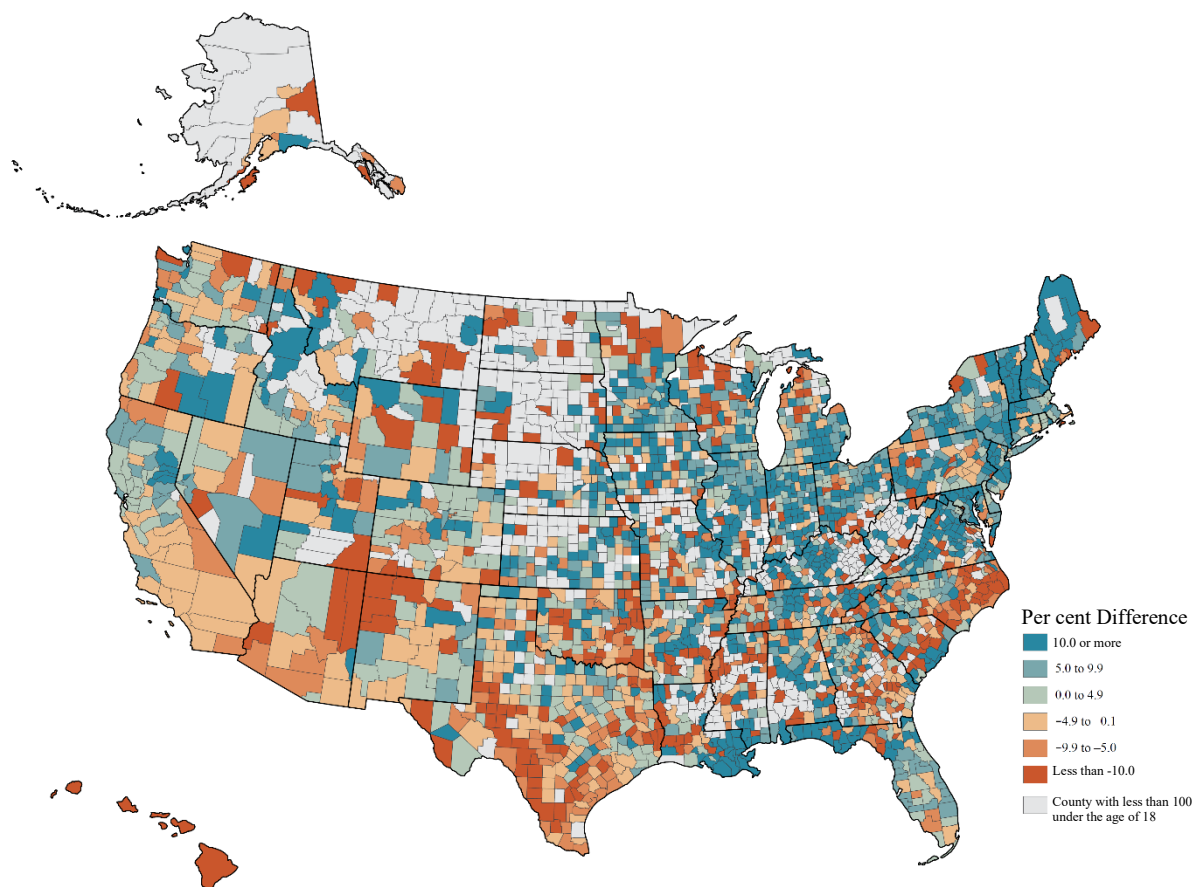 Per cent Difference
10.0 or more
5.0 to 9.9
0.0 to 4.9
−4.9 to 0.1
−9.9 to −5.0
Less than -10.0
County with less than 100
under the age of 18